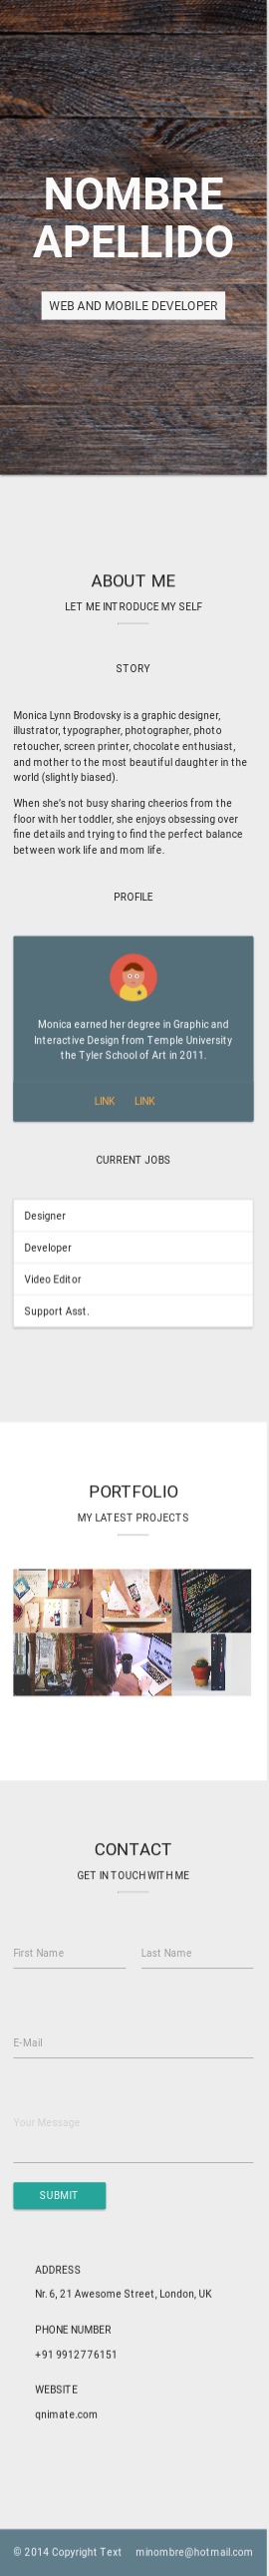 NOMBRE
APELLIDO
WEB AND MOBILE DEVELOPER
ABOUT ME
LET ME INTRODUCE MY SELF
STORY
Monica Lynn Brodovsky is a graphic designer,
illustrator, typographer, photographer, photo
retoucher, screen printer, chocolate enthusiast,
and mother to the most beautiful daughter in the
world (slightly biased).
When she's not busy sharing cheerios from the
floor with her toddler, she enjoys obsessing over
fine details and trying to find the perfect balance
between work life and mom life.
PROFILE
Monica earned her degree in Graphic and
Interactive Design from Temple University
the Tyler School of Art in 2011.
LINK LINK
CURRENT JOBS
Designer
Developer
Video Editor
Support Asst.
PORTFOLIO
MY LATEST PROJECTS
CONTACT
GET IN TOUCH WITH ME
First Name Last Name
E-Mail
Your Message
SUBMIT
ADDRESS
Nr. 6, 21 Awesome Street, London, UK
PHONE NUMBER
+91 9912776151
WEBSITE
qnimate.com
© 2014 Copyright Text minombre@hotmail.com